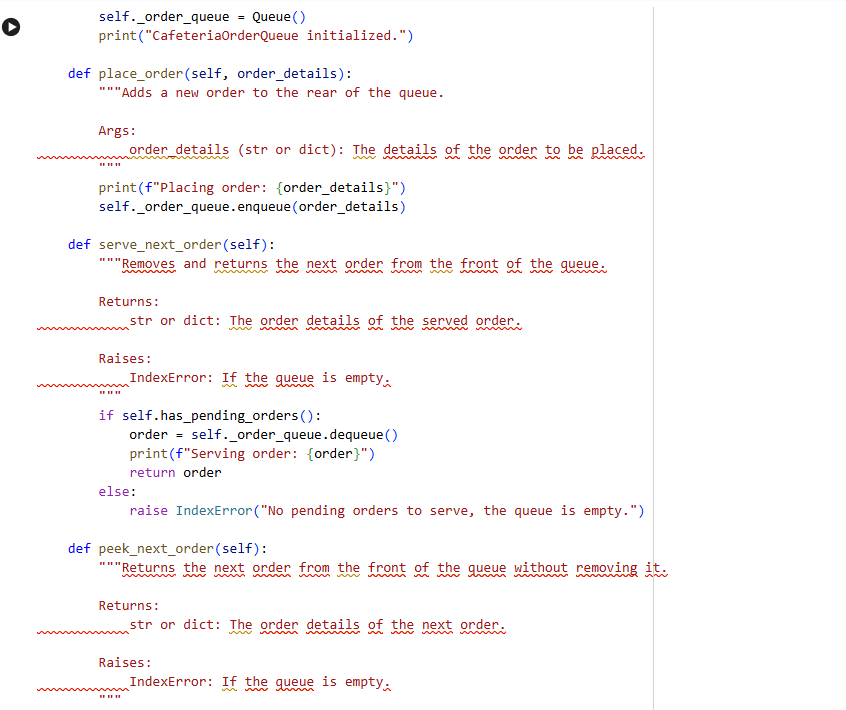 self._order_queue = Queue()
print("CafeteriaOrderQueue initialized.")
def place_order(self, order_details):
"""Adds a new order to the rear of the queue.
Args:
order_details (str or dict): The details of the order to be placed.
"""
print(f"Placing order: {order_details}")
self._order_queue.enqueue(order_details)
def serve_next_order(self):
"""Removes and returns the next order from the front of the queue.
Returns:
str or dict: The order details of the served order.
Raises:
IndexError: If the queue is empty.
"""
if self.has_pending_orders():
order = self._order_queue.dequeue()
print(f"Serving order: {order}")
return order
else:
raise IndexError("No pending orders to serve, the queue is empty.")
def peek_next_order(self):
"""Returns the next order from the front of the queue without removing it.
Returns:
str or dict: The order details of the next order.
Raises:
IndexError: If the queue is empty.
"""